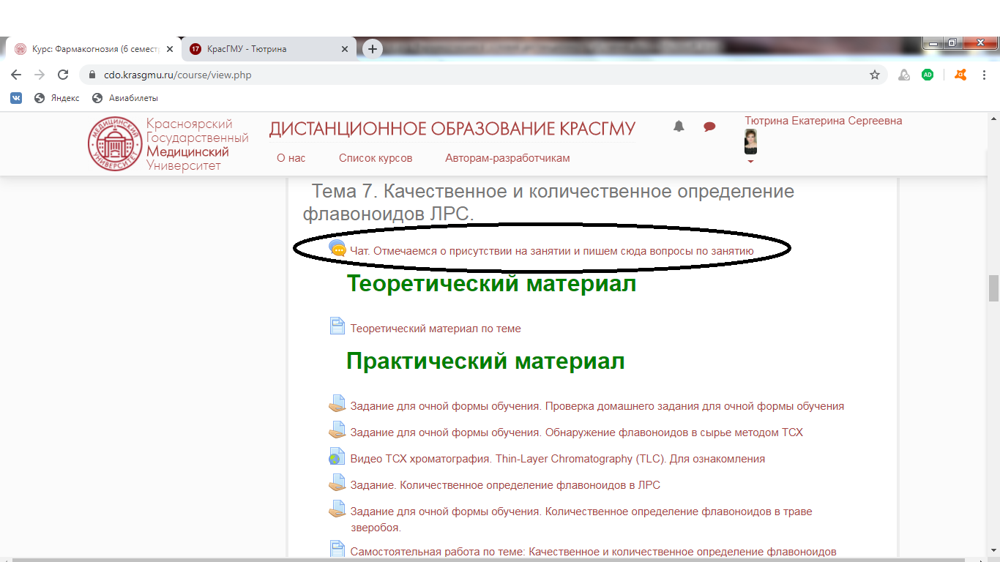 Курс: Фармакогнозия (6 семест
17 КрасГМУ - Тютрина
cdo.krasgmu.ru/course/view.php
AD
Яндекс
Авиабилеты
МЕДИЦИНСКИЙ УНИВЕРСИТЕТ
Красноярский
Государственный
Медицинский
Университет
ДИСТАНЦИОННОЕ ОБРАЗОВАНИЕ КРАСГМУ
Тютрина Екатерина Сергеевна
О нас
Список курсов
Авторам-разработчикам
Тема 7. Качественное и количественное определение
флавоноидов ЛРС.
Чат. Отмечаемся о присутствии на занятии и пишем сюда вопросы по занятию
Теоретический материал
Теоретический материал по теме
Практический материал
Задание для очной формы обучения. Проверка домашнего задания для очной формы обучения
Задание для очной формы обучения. Обнаружение флавоноидов в сырье методом ТСХ
Видео ТСХ хроматография. Thin-Layer Chromatography (TLC). Для ознакомления
Задание. Количественное определение флавоноидов в ЛРС
Задание для очной формы обучения. Количественное определение флавоноидов в траве
зверобоя.
Самостоятельная работа по теме: Качественное и количественное определение флавоноидов